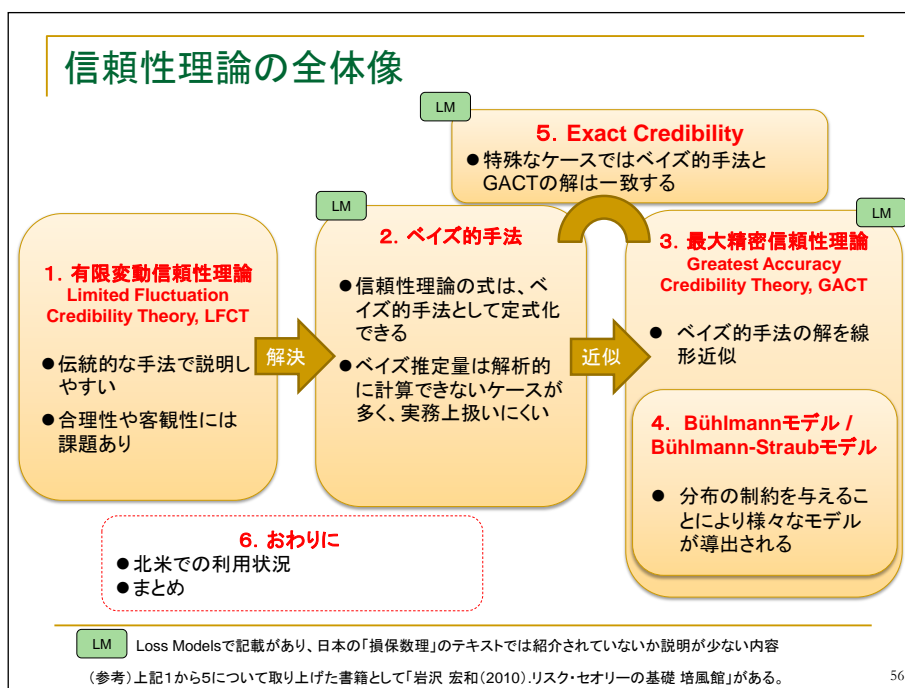 信頼性理論の全体像
LM
5．Exact Credibility
●特殊なケースではベイズ的手法と
GACTの解は一致する
1．有限変動信頼性理論
Limited Fluctuation
Credibility Theory, LFCT
●伝統的な手法で説明し
やすい
●合理性や客観性には
課題あり
解決
LM
2．ベイズ的手法
●信頼性理論の式は、ベ
イズ的手法として定式化
できる
●ベイズ推定量は解析的
に計算できないケースが
多く、実務上扱いにくい
近似
LM
3．最大精密信頼性理論
Greatest Accuracy
Credibility Theory, GACT
● ベイズ的手法の解を線
形近似
4． Bühlmannモデル /
Bühlmann-Straubモデル
● 分布の制約を与えるこ
とにより様々なモデル
が導出される
6．おわりに
●北米での利用状況
●まとめ
LM Loss Modelsで記載があり、日本の「損保数理」のテキストでは紹介されていないか説明が少ない内容
（参考）上記1から5について取り上げた書籍として「岩沢 宏和(2010).リスク・セオリーの基礎 培風館」がある。
56